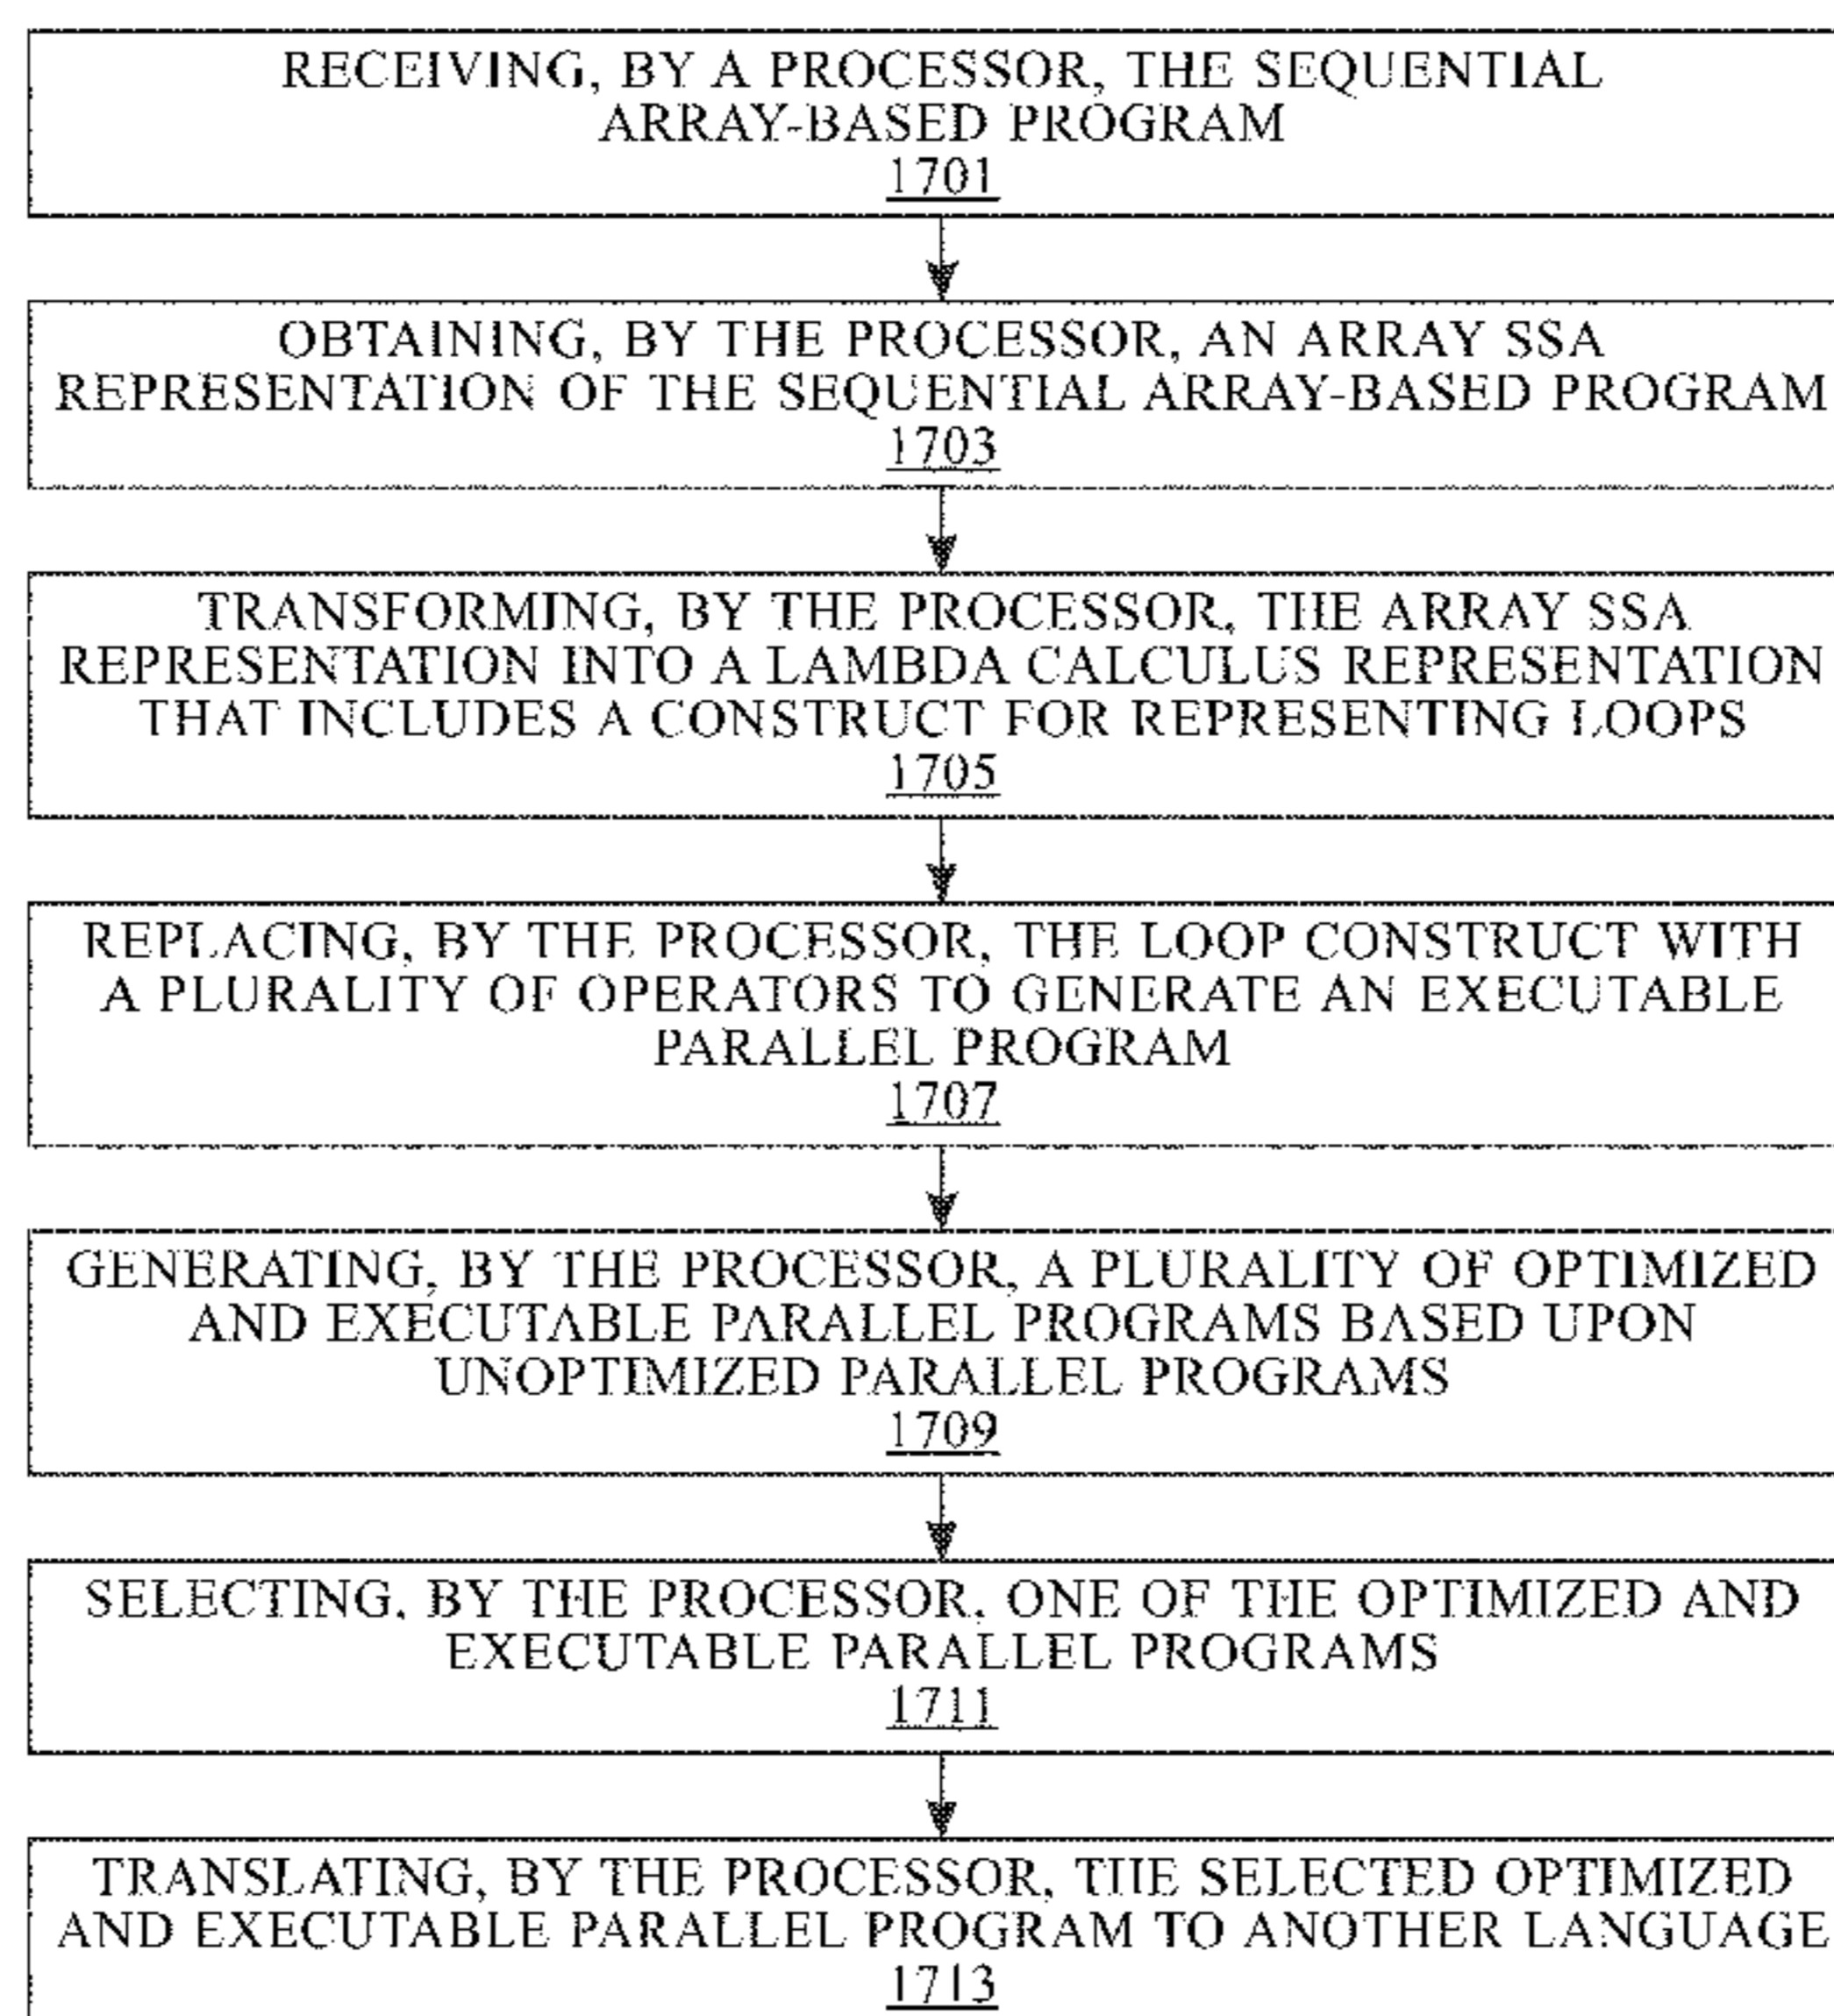 RECEIVING, BY A PROCESSOR, THE SEQUENTIAL
ARRAY-BASED PROGRAM
1701
OBTAINING, BY THE PROCESSOR, AN ARRAY SSA
REPRESENTATION OF THE SEQUENTIAL ARRAY-BASED PROGRAM
1703
TRANSFORMING, BY THE PROCESSOR, THE ARRAY SSA
REPRESENTATION INTO A LAMBDA CALCULUS REPRESENTATION
THAT INCLUDES A CONSTRUCT FOR REPRESENTING LOOPS
1705
REPLACING, BY THE PROCESSOR, THE LOOP CONSTRUCT WITH
A PLURALITY OF OPERATORS TO GENERATE AN EXECUTABLE
PARALLEL PROGRAM
1707
GENERATING, BY THE PROCESSOR, A PLURALITY OF OPTIMIZED
AND EXECUTABLE PARALLEL PROGRAMS BASED UPON
UNOPTIMIZED PARALLEL PROGRAMS
1709
SELECTING, BY THE PROCESSOR, ONE OF THE OPTIMIZED AND
EXECUTABLE PARALLEL PROGRAMS
1711
TRANSLATING, BY THE PROCESSOR, THE SELECTED OPTIMIZED
AND EXECUTABLE PARALLEL PROGRAM TO ANOTHER LANGUAGE
1713